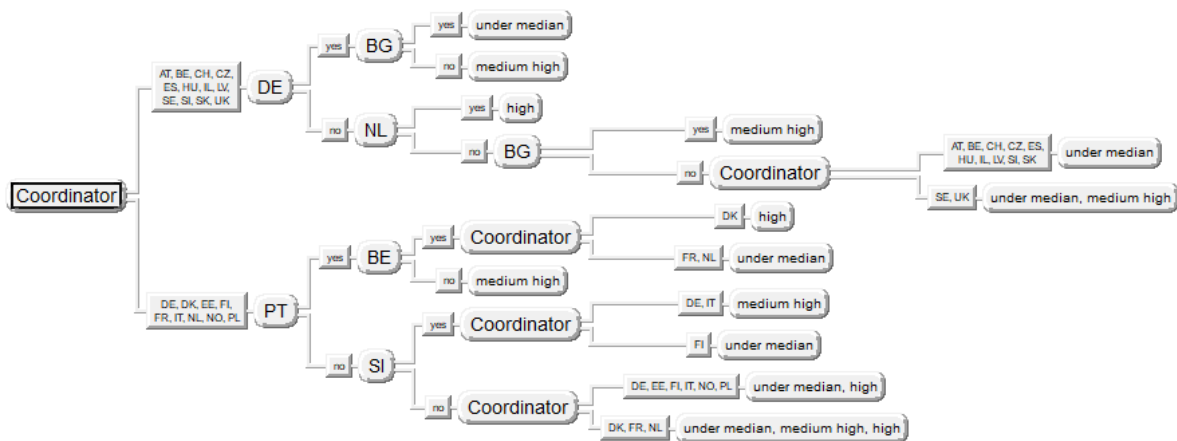 Coordinator
AT, BE, CH, CZ,
ES, HU, IL, LV,
SE, SI, SK, UK
DE
yes
BG
yes
under median
no
medium high
no
NL
yes
high
no
BG
yes
medium high
no
Coordinator
AT, BE, CH, CZ, ES,
HU, IL, LV, SI, SK
under median
SE, UK
under median, medium high
DE, DK, EE, FI,
FR, IT, NL, NO, PL
PT
yes
BE
yes
Coordinator
DK
high
FR, NL
under median
no
medium high
no
SI
yes
Coordinator
DE, IT
medium high
FI
under median
no
Coordinator
DE, EE, FI, IT, NO, PL
under median, high
DK, FR, NL
under median, medium high, high